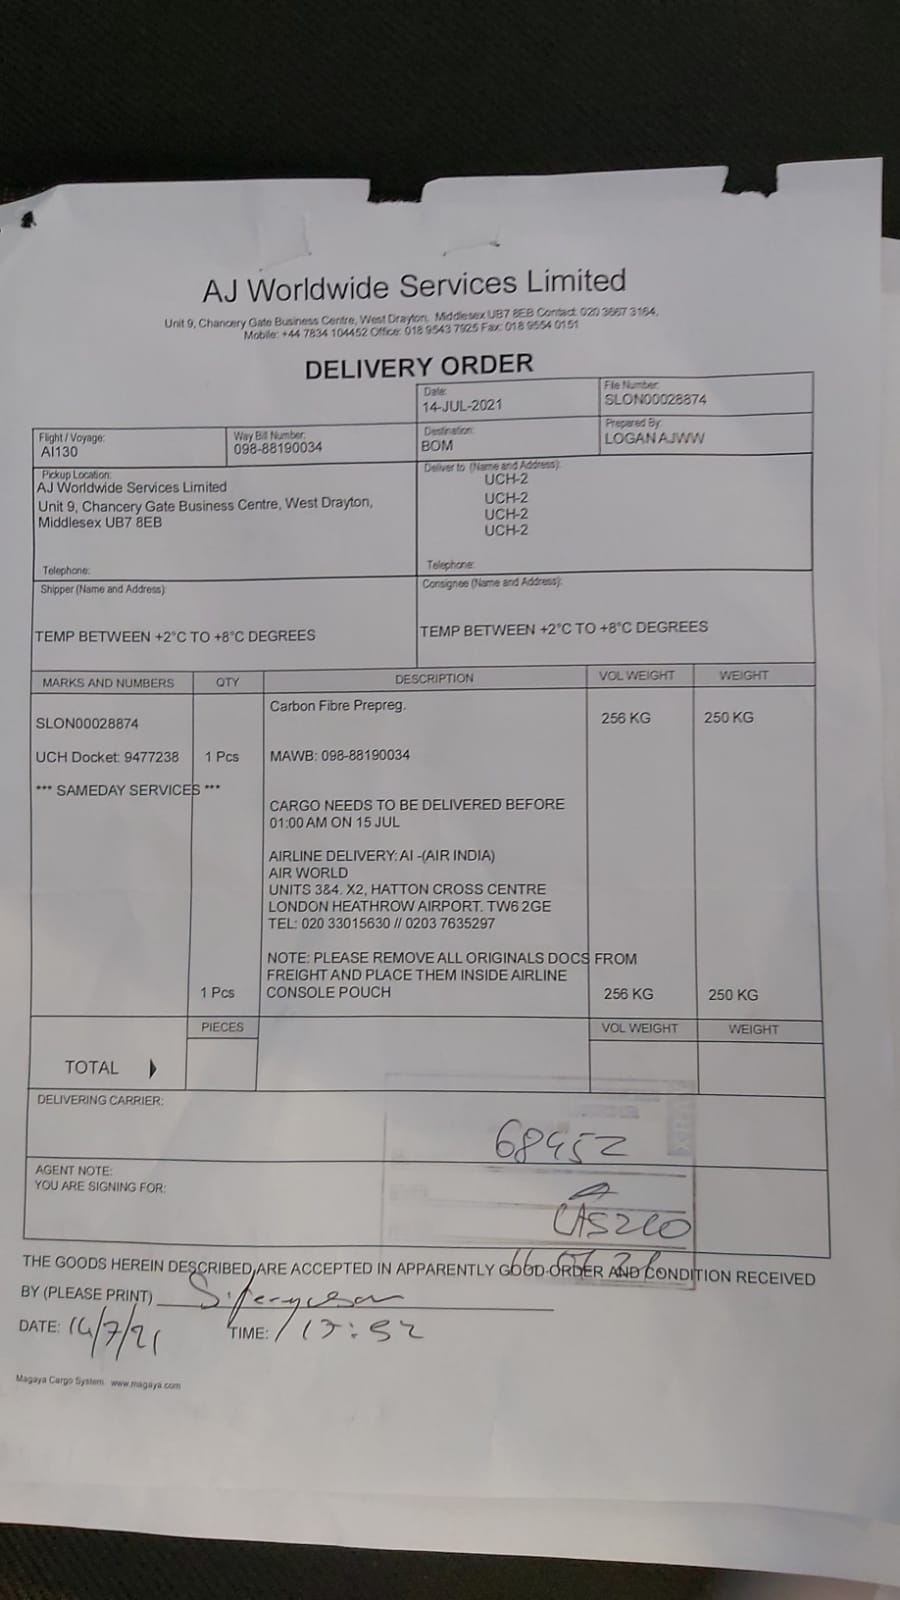 AJ Worldwide Services Limited
Unit 9, Chancery Gate Business Centre, West Drayton, Middlesex UB7 8EB Contact: 020 3667 3164,
Mobile: +44 7834 104452 Office: 018 9543 7925 Fax: 018 9554 0151
DELIVERY ORDER
Date:
14-JUL-2021
File Number:
SLON00028874
Flight / Voyage:
AI130
Way Bill Number:
098-88190034
Destination:
BOM
Prepared By:
LOGAN AJWW
Pickup Location:
AJ Worldwide Services Limited
Unit 9, Chancery Gate Business Centre, West Drayton,
Middlesex UB7 8EB
Telephone:
Deliver to (Name and Address):
UCH-2
UCH-2
UCH-2
UCH-2
Telephone:
Shipper (Name and Address):
TEMP BETWEEN +2°C TO +8°C DEGREES
Consignee (Name and Address):
TEMP BETWEEN +2°C TO +8°C DEGREES
MARKS AND NUMBERS QTY DESCRIPTION VOL WEIGHT WEIGHT
Carbon Fibre Prepreg.
SLON00028874 256 KG 250 KG
UCH Docket: 9477238 1 Pcs MAWB: 098-88190034
*** SAMEDAY SERVICES ***
CARGO NEEDS TO BE DELIVERED BEFORE
01:00 AM ON 15 JUL
AIRLINE DELIVERY: AI -(AIR INDIA)
AIR WORLD
UNITS 3&4. X2, HATTON CROSS CENTRE
LONDON HEATHROW AIRPORT. TW6 2GE
TEL: 020 33015630 // 0203 7635297
NOTE: PLEASE REMOVE ALL ORIGINALS DOCS FROM
FREIGHT AND PLACE THEM INSIDE AIRLINE
1 Pcs CONSOLE POUCH 256 KG 250 KG
PIECES VOL WEIGHT WEIGHT
TOTAL
DELIVERING CARRIER:
68952
AGENT NOTE:
YOU ARE SIGNING FOR:
THE GOODS HEREIN DESCRIBED ARE ACCEPTED IN APPARENTLY GOOD ORDER AND CONDITION RECEIVED
BY (PLEASE PRINT)
DATE: 14/7/21 TIME:
Magaya Cargo System www.magaya.com